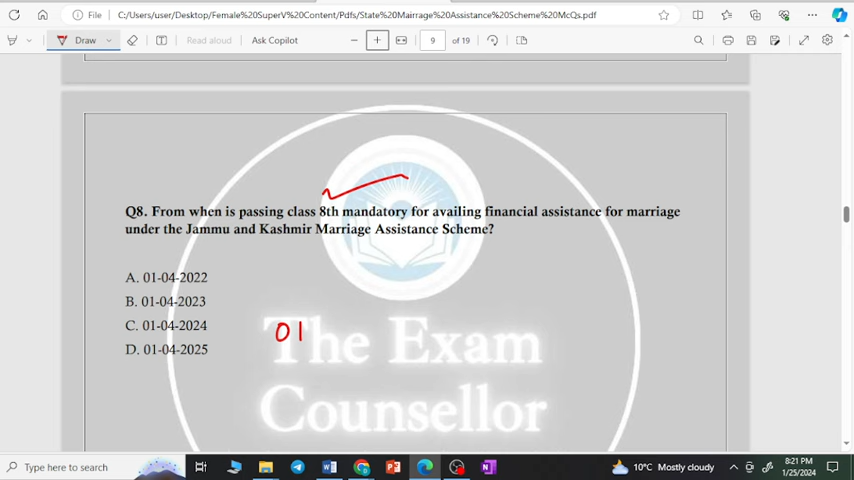 File
C:/Users/user/Desktop/Female%20SuperV%20Content/Pdfs/State%20Mairrage%20Assistance%20Scheme%20McQs.pdf
Draw
Read aloud
Ask Copilot
9 of 19
Q8. From when is passing class 8th mandatory for availing financial assistance for marriage
under the Jammu and Kashmir Marriage Assistance Scheme?
A. 01-04-2022
B. 01-04-2023
C. 01-04-2024
D. 01-04-2025
01
The Exam
Counsellor
Type here to search
10°C Mostly cloudy
8:21 PM
1/25/2024